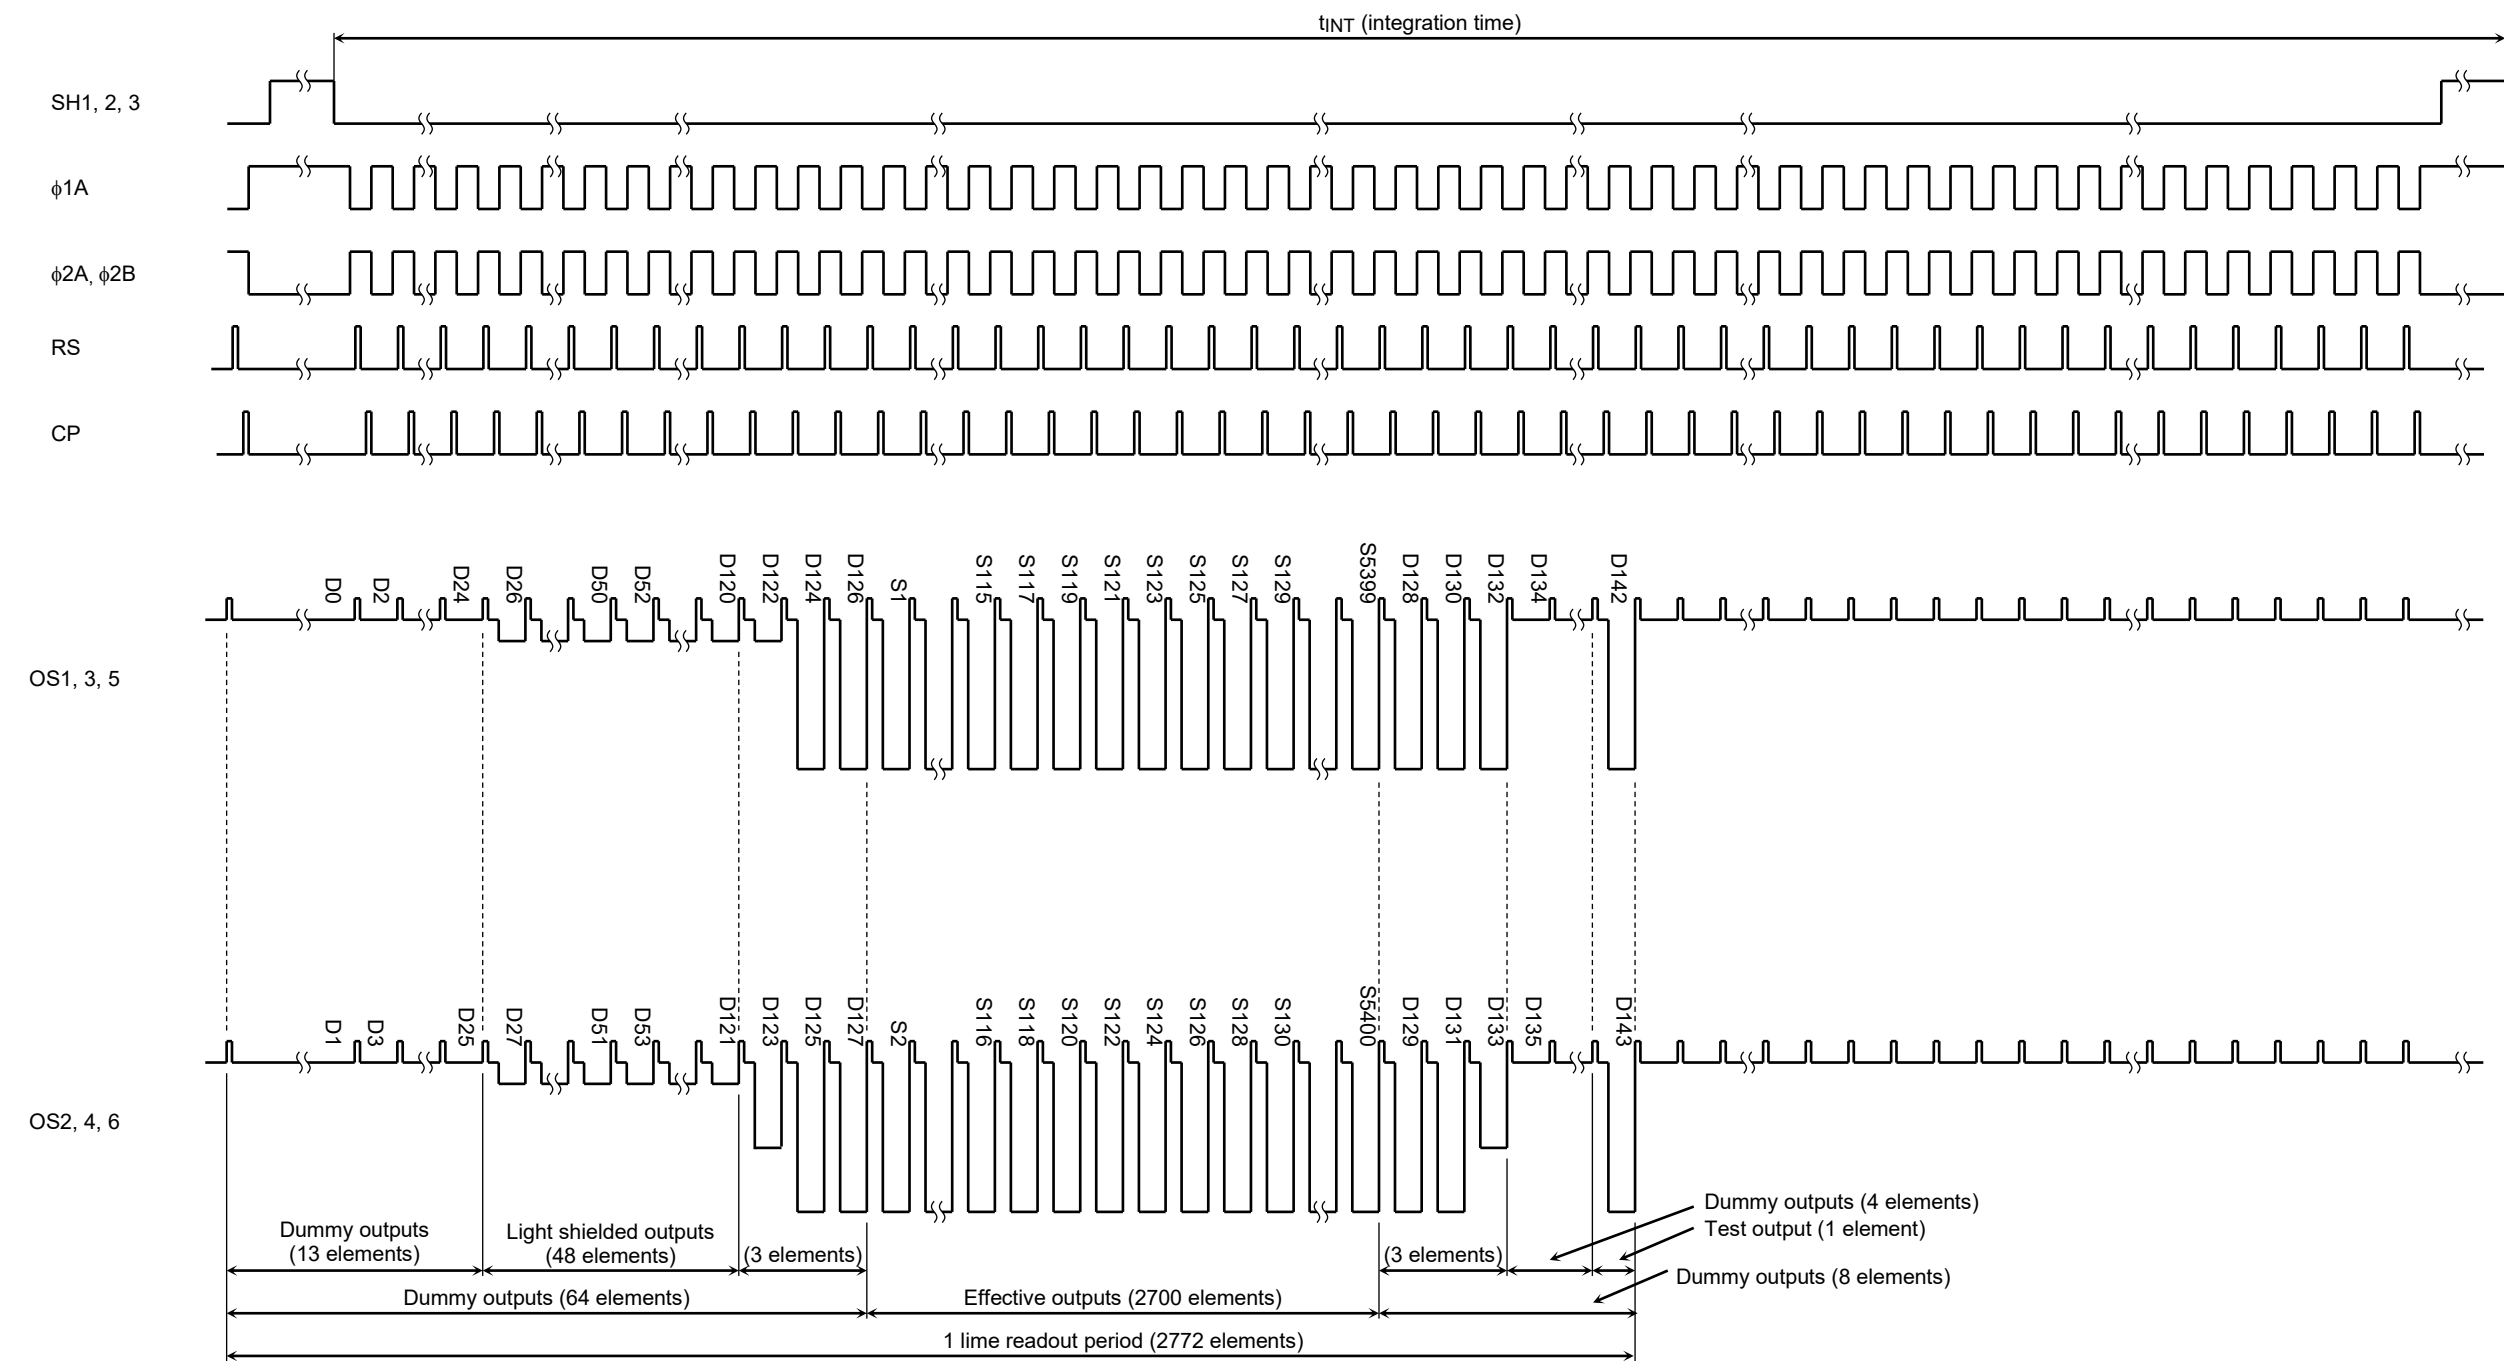 tINT (integration time)
SH1, 2, 3
ϕ1A
ϕ2A, ϕ2B
RS
CP
OS1, 3, 5
D0
D2
D24
D26
D50
D52
D120
D122
D124
D126
S1
S115
S117
S119
S121
S123
S125
S127
S129
S5399
D128
D130
D132
D134
D142
OS2, 4, 6
D1
D3
D25
D27
D51
D53
D121
D123
D125
D127
S2
S116
S118
S120
S122
S124
S126
S128
S130
S5400
D129
D131
D133
D135
D143
Dummy outputs
(13 elements)
Light shielded outputs
(48 elements)
(3 elements)
(3 elements)
Dummy outputs (4 elements)
Test output (1 element)
Dummy outputs (8 elements)
Dummy outputs (64 elements)
Effective outputs (2700 elements)
1 lime readout period (2772 elements)